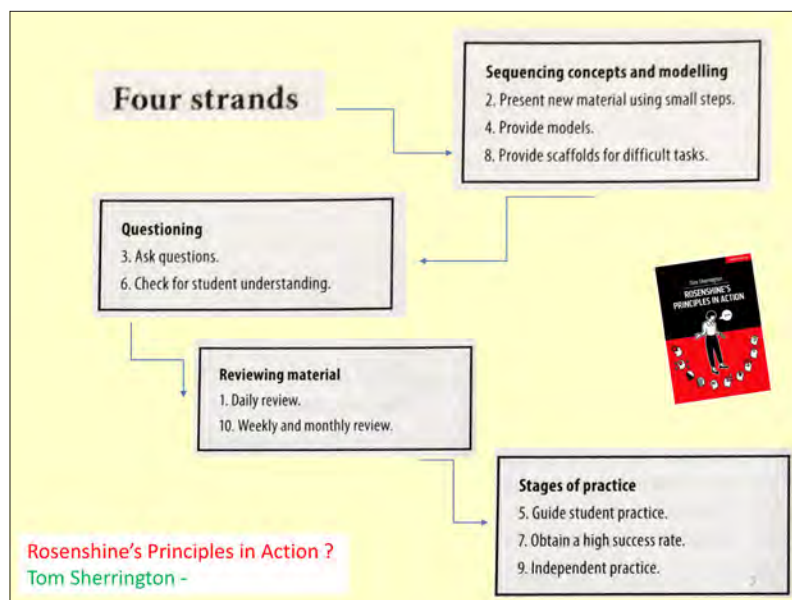 Four strands
Sequencing concepts and modelling
2. Present new material using small steps.
4. Provide models.
8. Provide scaffolds for difficult tasks.
Questioning
3. Ask questions.
6. Check for student understanding.
Tom Sherrington
ROSENSHINE'S
PRINCIPLES IN ACTION
Reviewing material
1. Daily review.
10. Weekly and monthly review.
Stages of practice
5. Guide student practice.
7. Obtain a high success rate.
9. Independent practice.
Rosenshine's Principles in Action ?
Tom Sherrington -